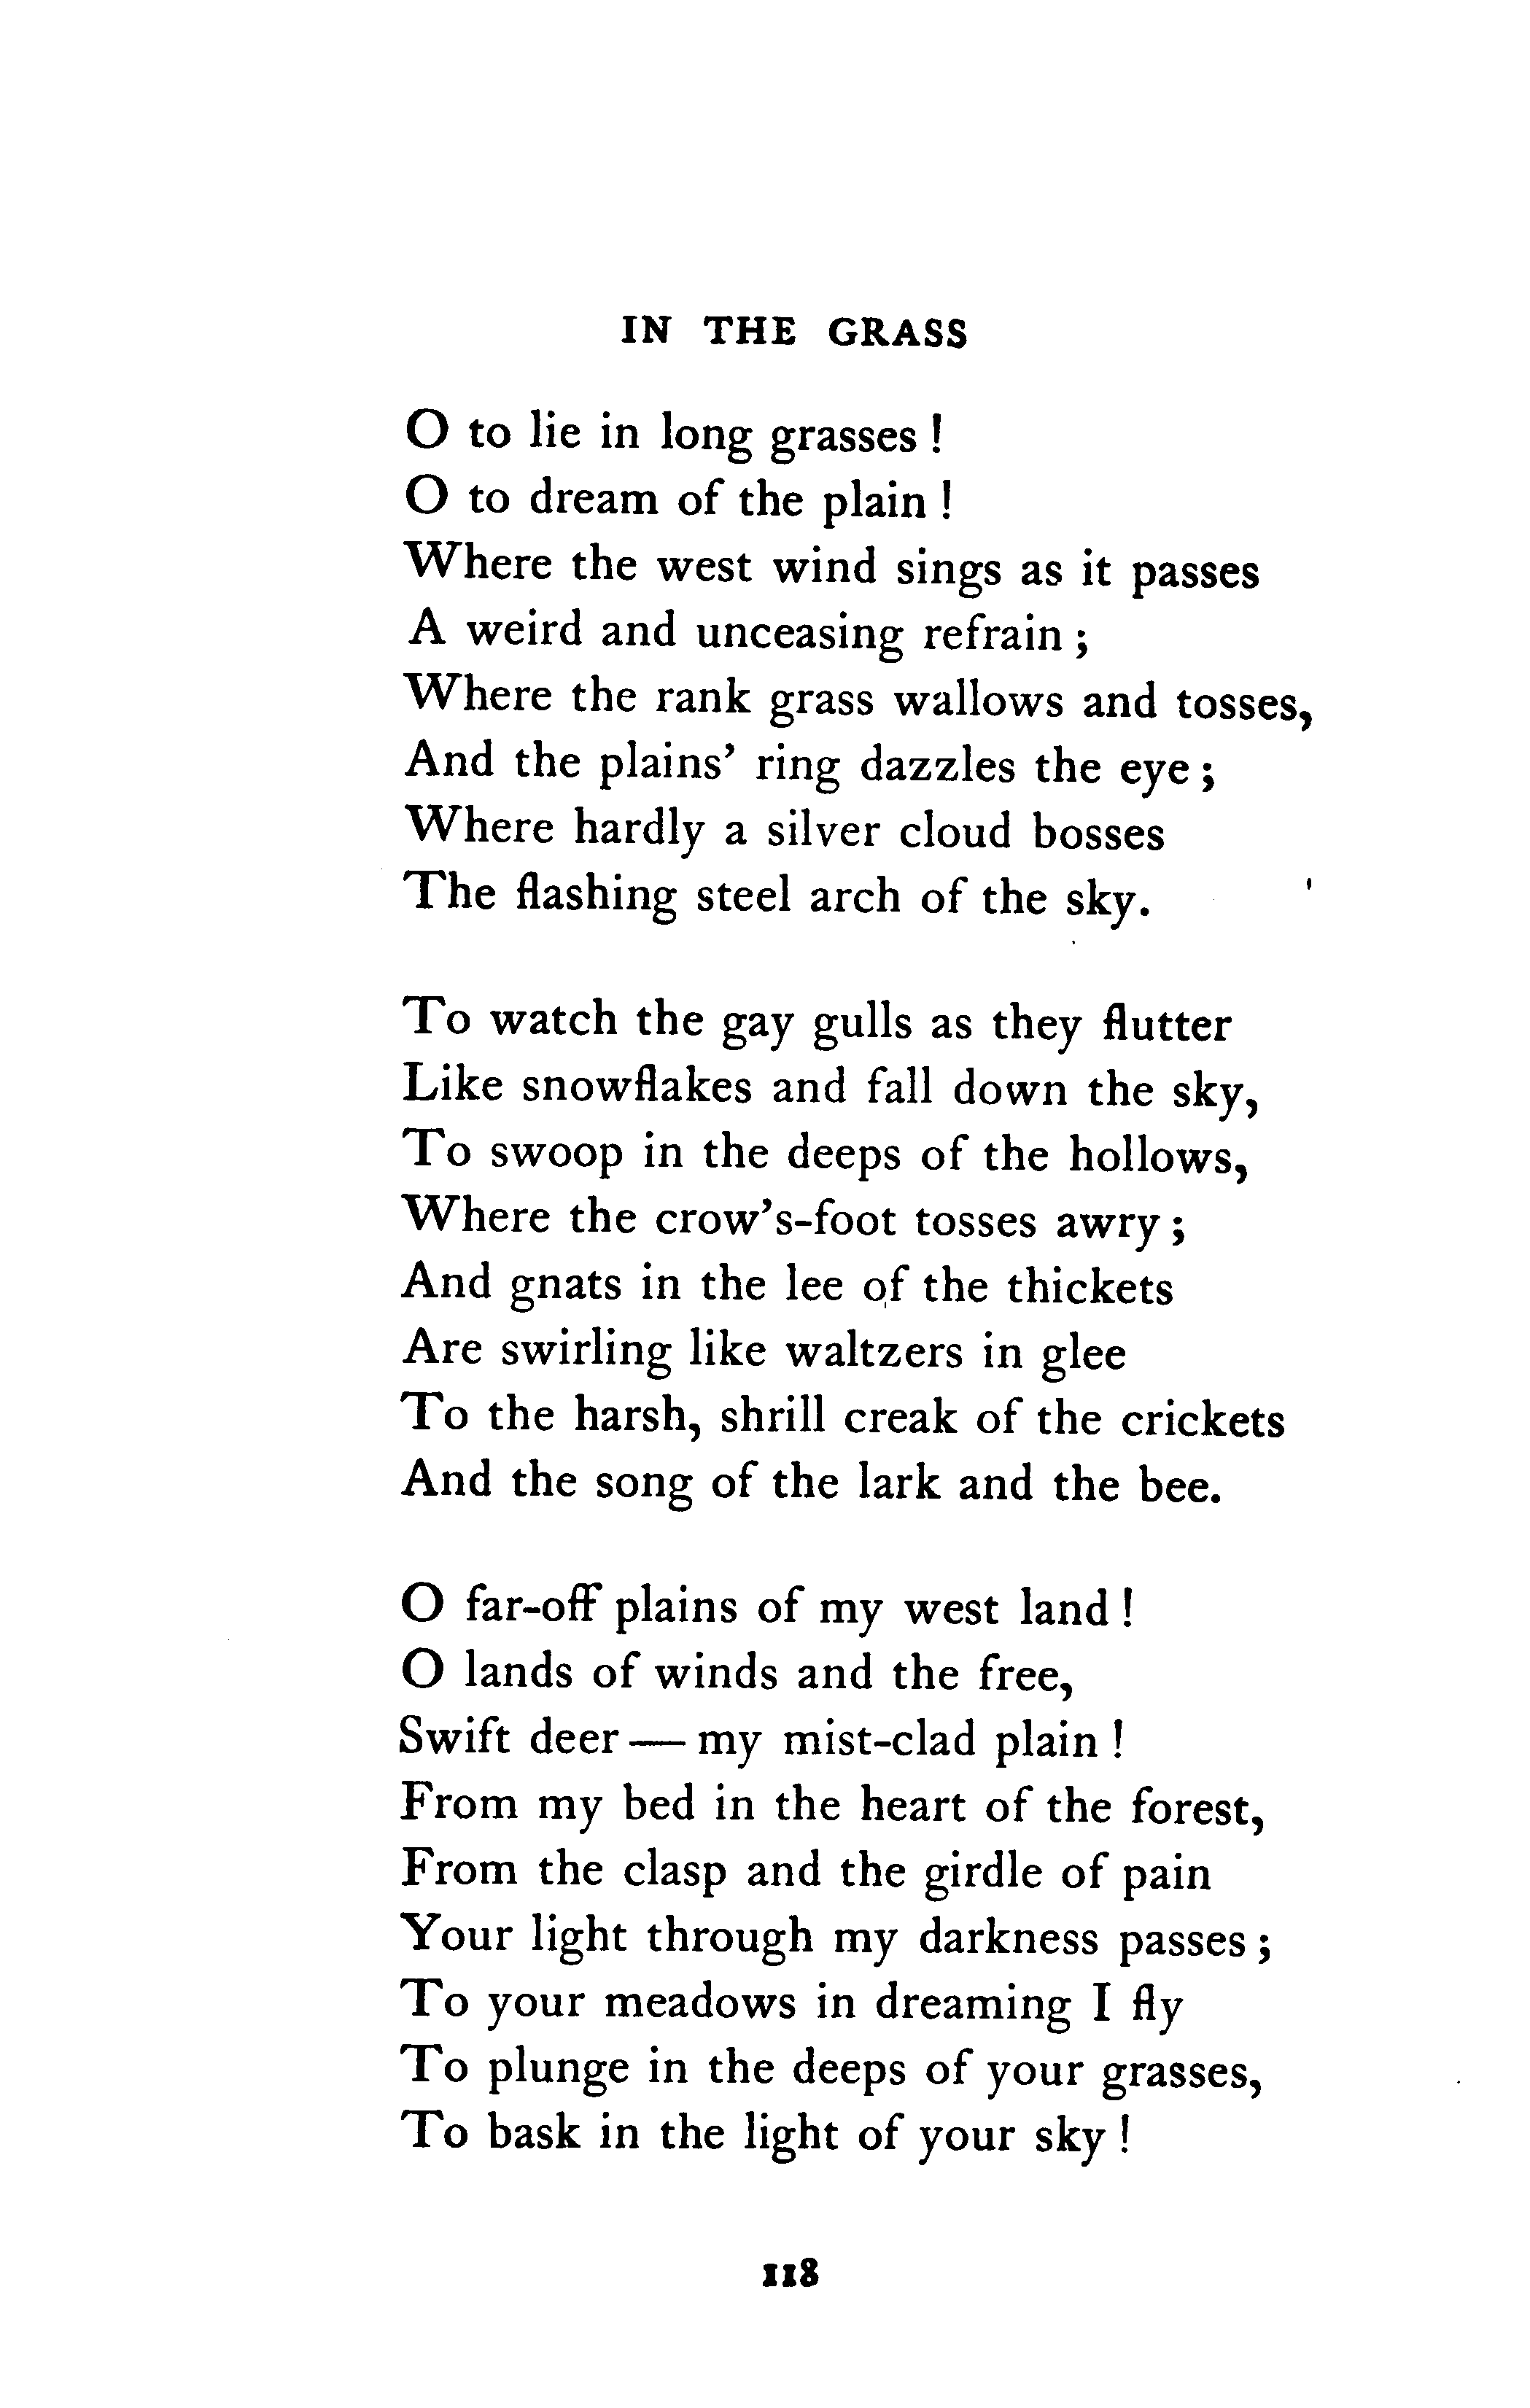 IN THE GRASS
O to lie in long grasses !
O to dream of the plain !
Where the west wind sings as it passes
A weird and unceasing refrain ;
Where the rank grass wallows and tosses,
And the plains’ ring dazzles the eye ;
Where hardly a silver cloud bosses
The flashing steel arch of the sky.
To watch the gay gulls as they flutter
Like snowflakes and fall down the sky,
To swoop in the deeps of the hollows,
Where the crow’s-foot tosses awry ;
And gnats in the lee of the thickets
Are swirling like waltzers in glee
To the harsh, shrill creak of the crickets
And the song of the lark and the bee.
O far-off plains of my west land !
O lands of winds and the free,
Swift deer — my mist-clad plain !
From my bed in the heart of the forest,
From the clasp and the girdle of pain
Your light through my darkness passes ;
To your meadows in dreaming I fly
To plunge in the deeps of your grasses,
To bask in the light of your sky !
118